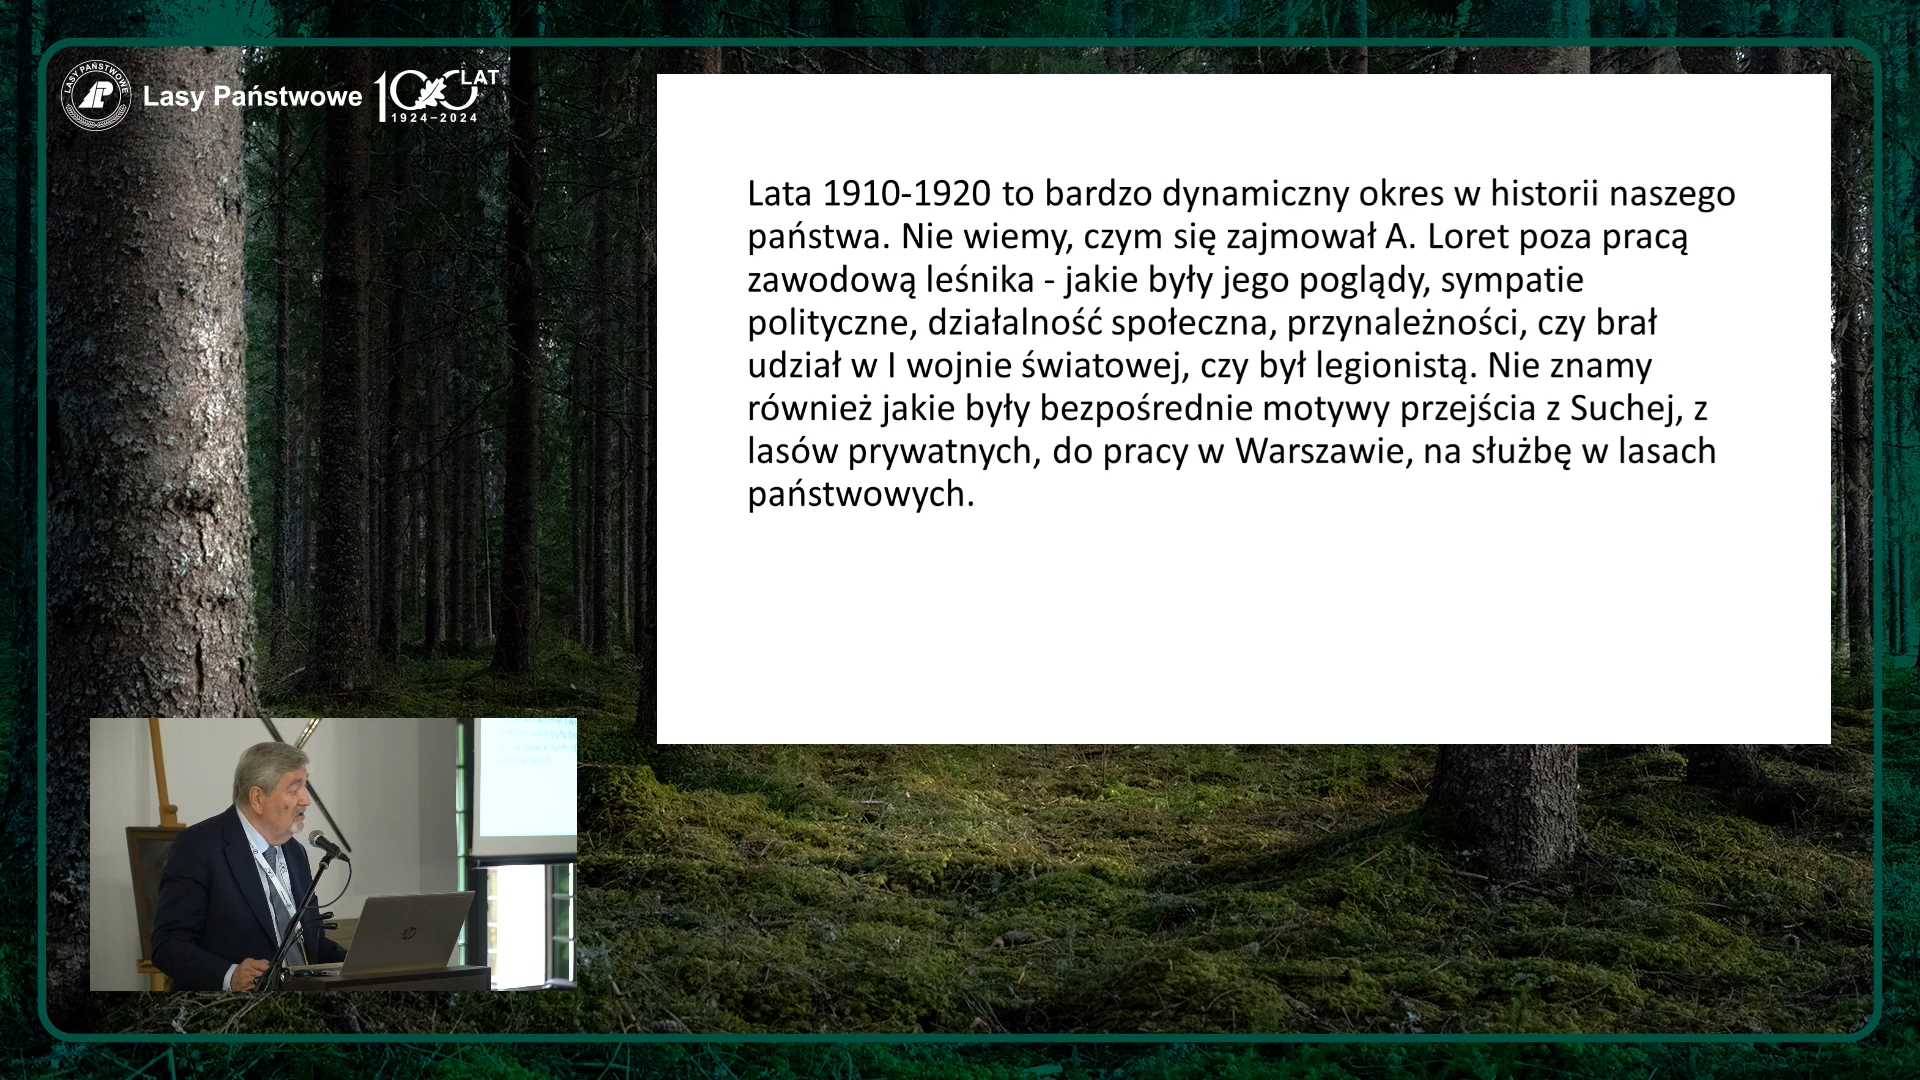 LASY PAŃSTWOWE
Lasy Państwowe
100 LAT
1924–2024
Lata 1910-1920 to bardzo dynamiczny okres w historii naszego
państwa. Nie wiemy, czym się zajmował A. Loret poza pracą
zawodową leśnika - jakie były jego poglądy, sympatie
polityczne, działalność społeczna, przynależności, czy brał
udział w I wojnie światowej, czy był legionistą. Nie znamy
również jakie były bezpośrednie motywy przejścia z Suchej, z
lasów prywatnych, do pracy w Warszawie, na służbę w lasach
państwowych.
hp